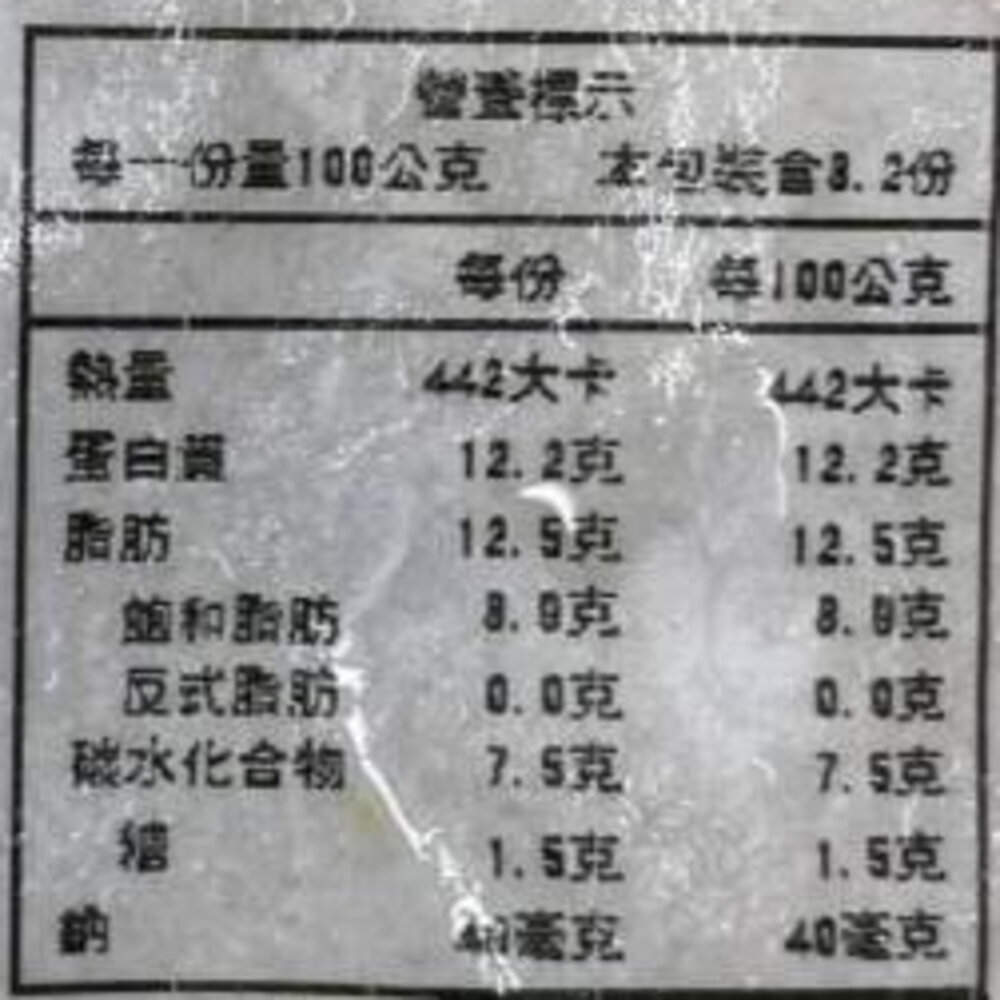 營養標示
每一份量100公克 本包裝含8.2份
每份 每100公克
熱量 442大卡 442大卡
蛋白質 12.2克 12.2克
脂肪 12.5克 12.5克
飽和脂肪 8.0克 8.0克
反式脂肪 0.0克 0.0克
碳水化合物 7.5克 7.5克
糖 1.5克 1.5克
鈉 40毫克 40毫克